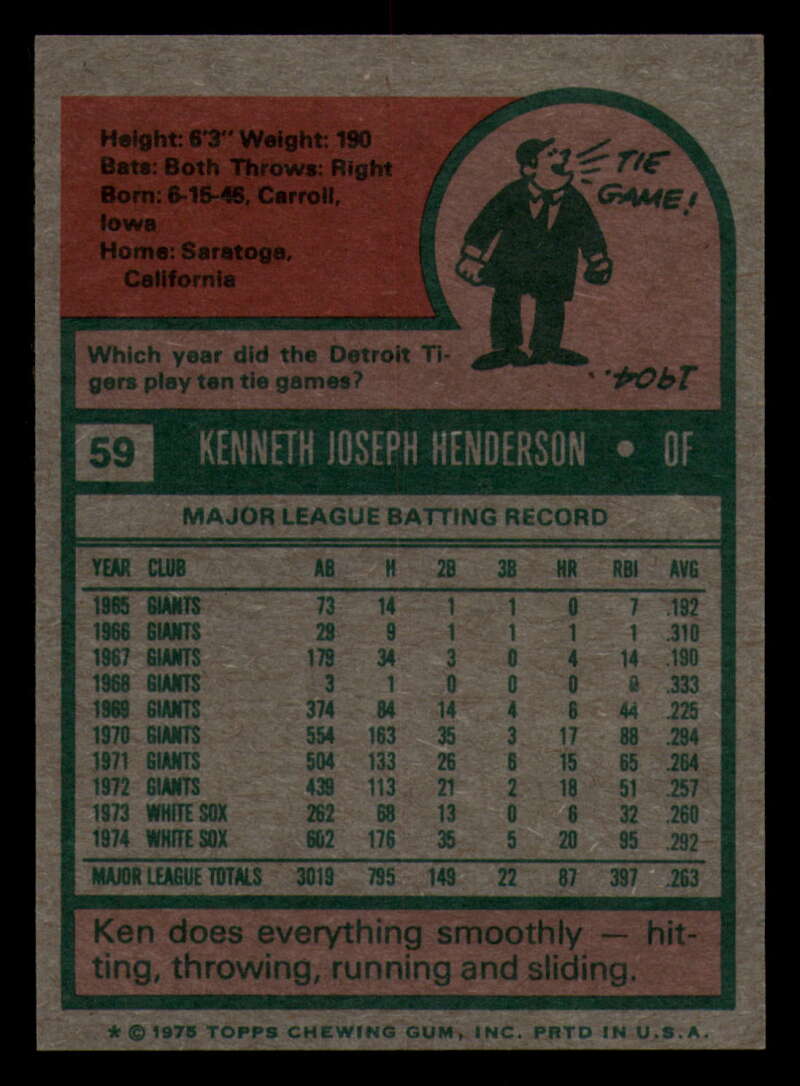 Height: 6'3" Weight: 190
Bats: Both Throws: Right
Born: 6-15-46, Carroll,
Iowa
Home: Saratoga,
California
TIE
GAME!
Which year did the Detroit Ti-
gers play ten tie games?
1904..
59 KENNETH JOSEPH HENDERSON • OF
MAJOR LEAGUE BATTING RECORD
YEAR CLUB AB H 2B 3B HR RBI AVG
1965 GIANTS 73 14 1 1 0 7 .192
1966 GIANTS 29 9 1 1 1 1 .310
1967 GIANTS 179 34 3 0 4 14 .190
1968 GIANTS 3 1 0 0 0 0 .333
1969 GIANTS 374 84 14 4 6 44 .225
1970 GIANTS 554 163 35 3 17 88 .294
1971 GIANTS 504 133 26 6 15 65 .264
1972 GIANTS 439 113 21 2 18 51 .257
1973 WHITE SOX 262 68 13 0 6 32 .260
1974 WHITE SOX 602 176 35 5 20 95 .292
MAJOR LEAGUE TOTALS 3019 795 149 22 87 397 .263
Ken does everything smoothly — hit-
ting, throwing, running and sliding.
* © 1975 TOPPS CHEWING GUM, INC. PRTD IN U.S.A.